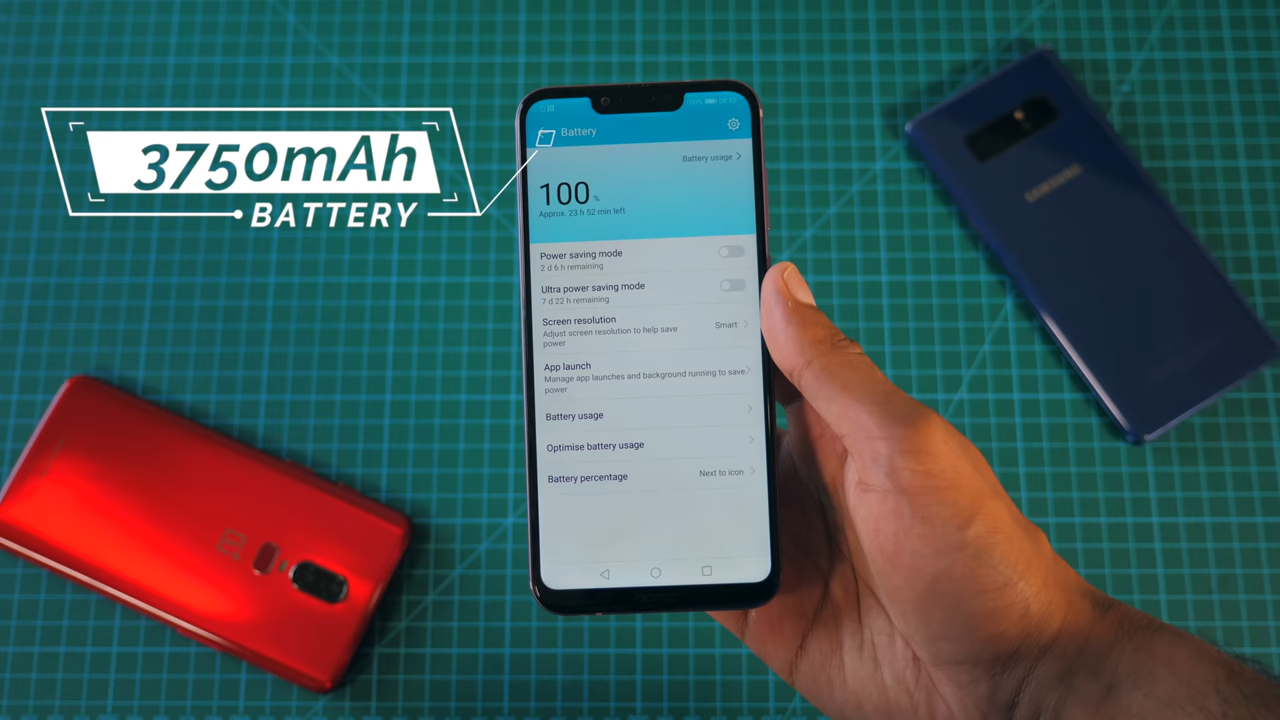 3750mAh
BATTERY
Battery
Battery usage
100 %
Approx. 23 h 52 min left
Power saving mode
2 d 6 h remaining
Ultra power saving mode
7 d 22 h remaining
Screen resolution
Adjust screen resolution to help save
power
Smart
App launch
Manage app launches and background running to save
power
Battery usage
Optimise battery usage
Battery percentage
Next to icon
honor
SAMSUNG